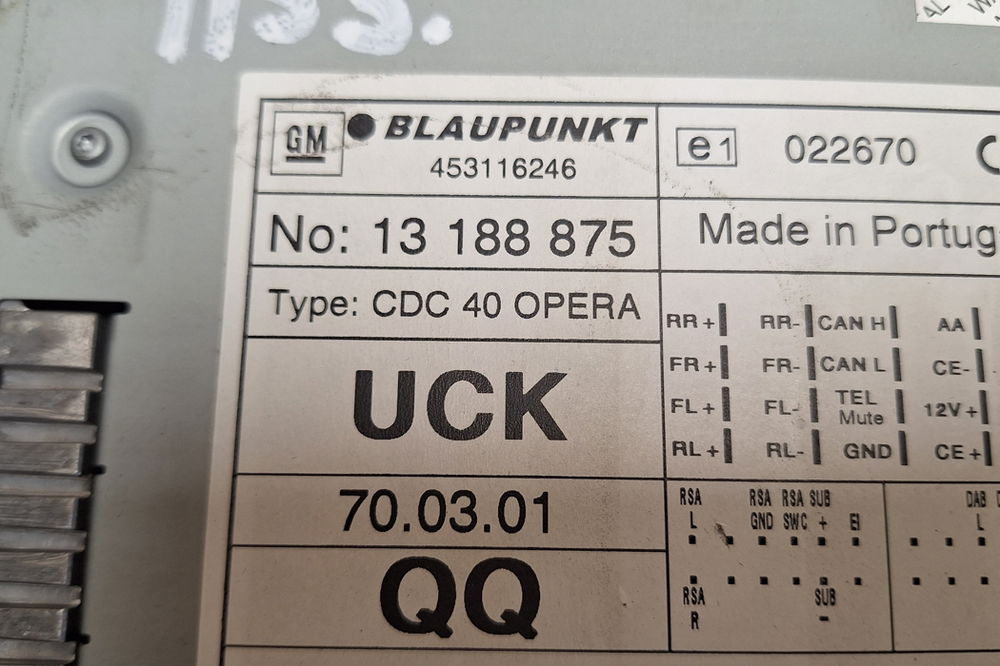 1155.
GM BLAUPUNKT
453116246
e1 022670
No: 13 188 875
Made in Portug
Type: CDC 40 OPERA
UCK
70.03.01
QQ
RR+ RR- CAN H AA
FR+ FR- CAN L CE-
FL+ FL- TEL Mute 12V+
RL+ RL- GND CE+
RSA L RSA GND RSA SWC SUB + EI DAB L
RSA R SUB -